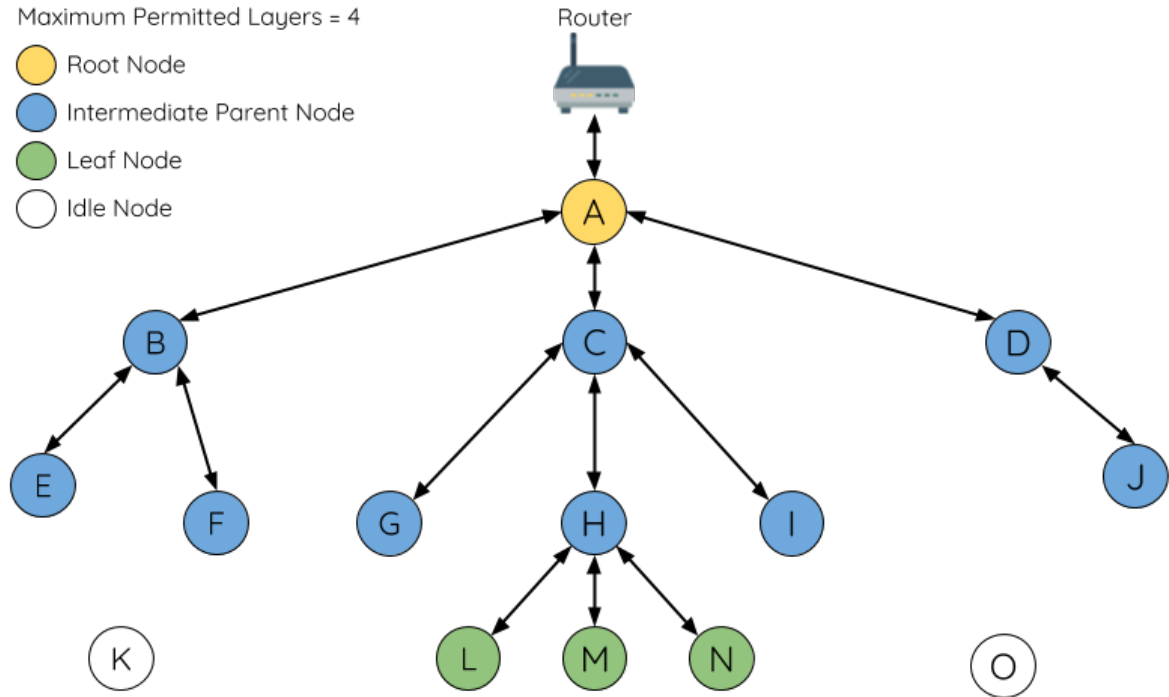 Maximum Permitted Layers = 4
Router
Root Node
Intermediate Parent Node
Leaf Node
Idle Node
A
B
C
D
E
F
G
H
I
J
K
L
M
N
O